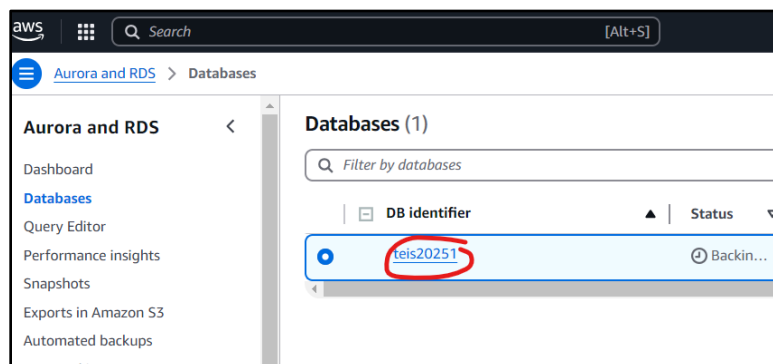 aws
Search
[Alt+S]
Aurora and RDS > Databases
Aurora and RDS
Dashboard
Databases
Query Editor
Performance insights
Snapshots
Exports in Amazon S3
Automated backups
Databases (1)
Filter by databases
DB identifier
Status
teis20251
Backin...